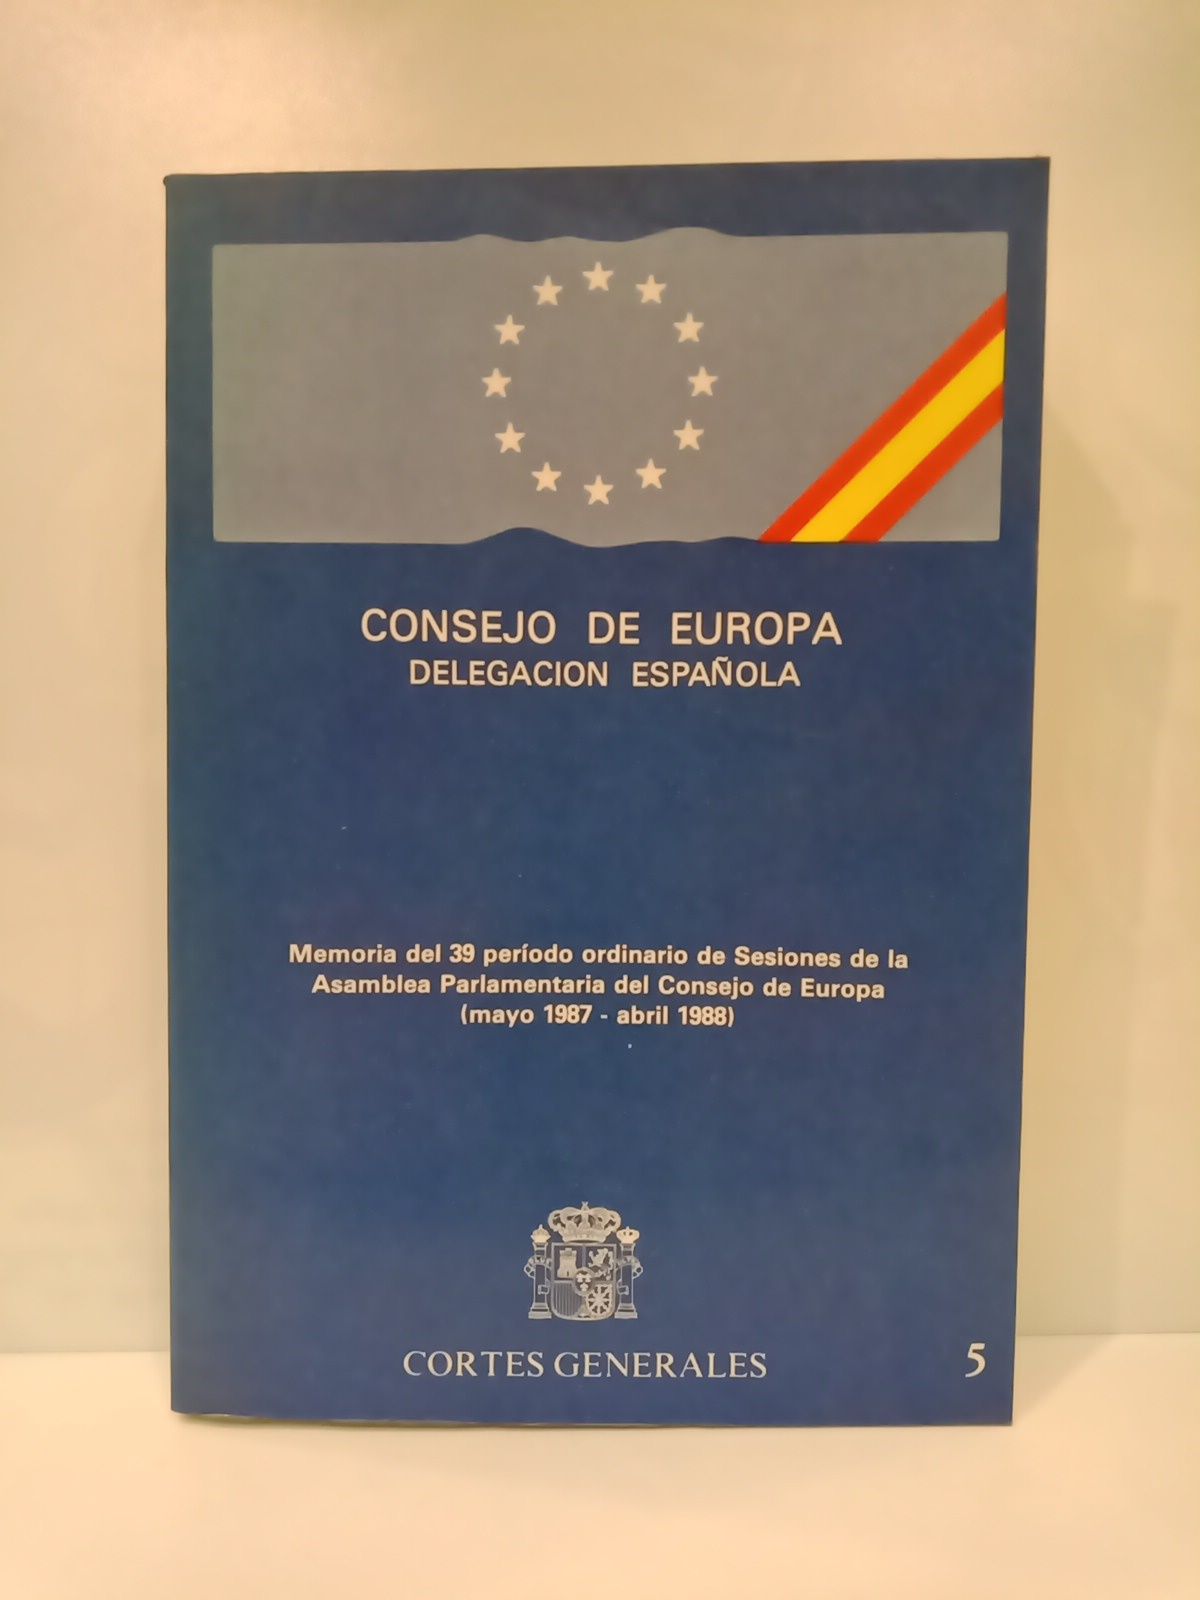 CONSEJO DE EUROPA
DELEGACION ESPAÑOLA
Memoria del 39 período ordinario de Sesiones de la
Asamblea Parlamentaria del Consejo de Europa
(mayo 1987 - abril 1988)
CORTES GENERALES
5